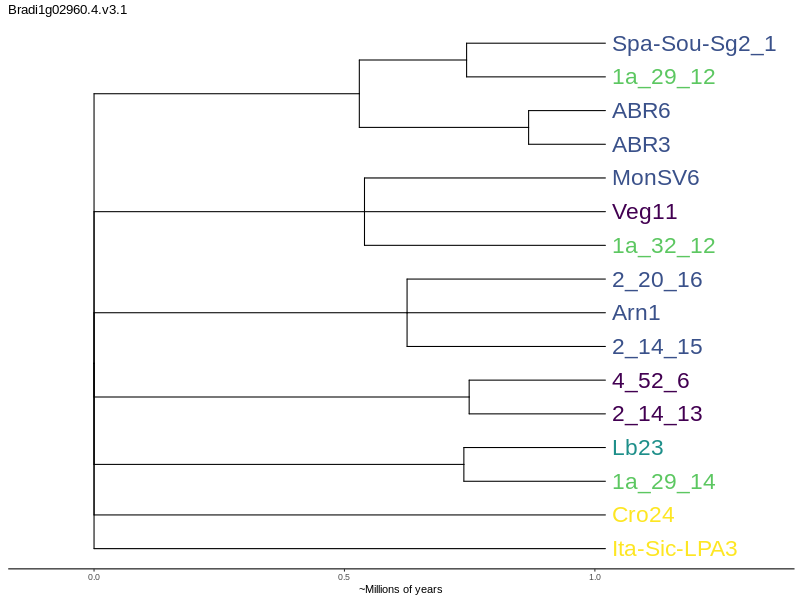 Bradi1g02960.4.v3.1
Spa-Sou-Sg2_1
1a_29_12
ABR6
ABR3
MonSV6
Veg11
1a_32_12
2_20_16
Arn1
2_14_15
4_52_6
2_14_13
Lb23
1a_29_14
Cro24
Ita-Sic-LPA3
0.0 0.5 1.0
~Millions of years